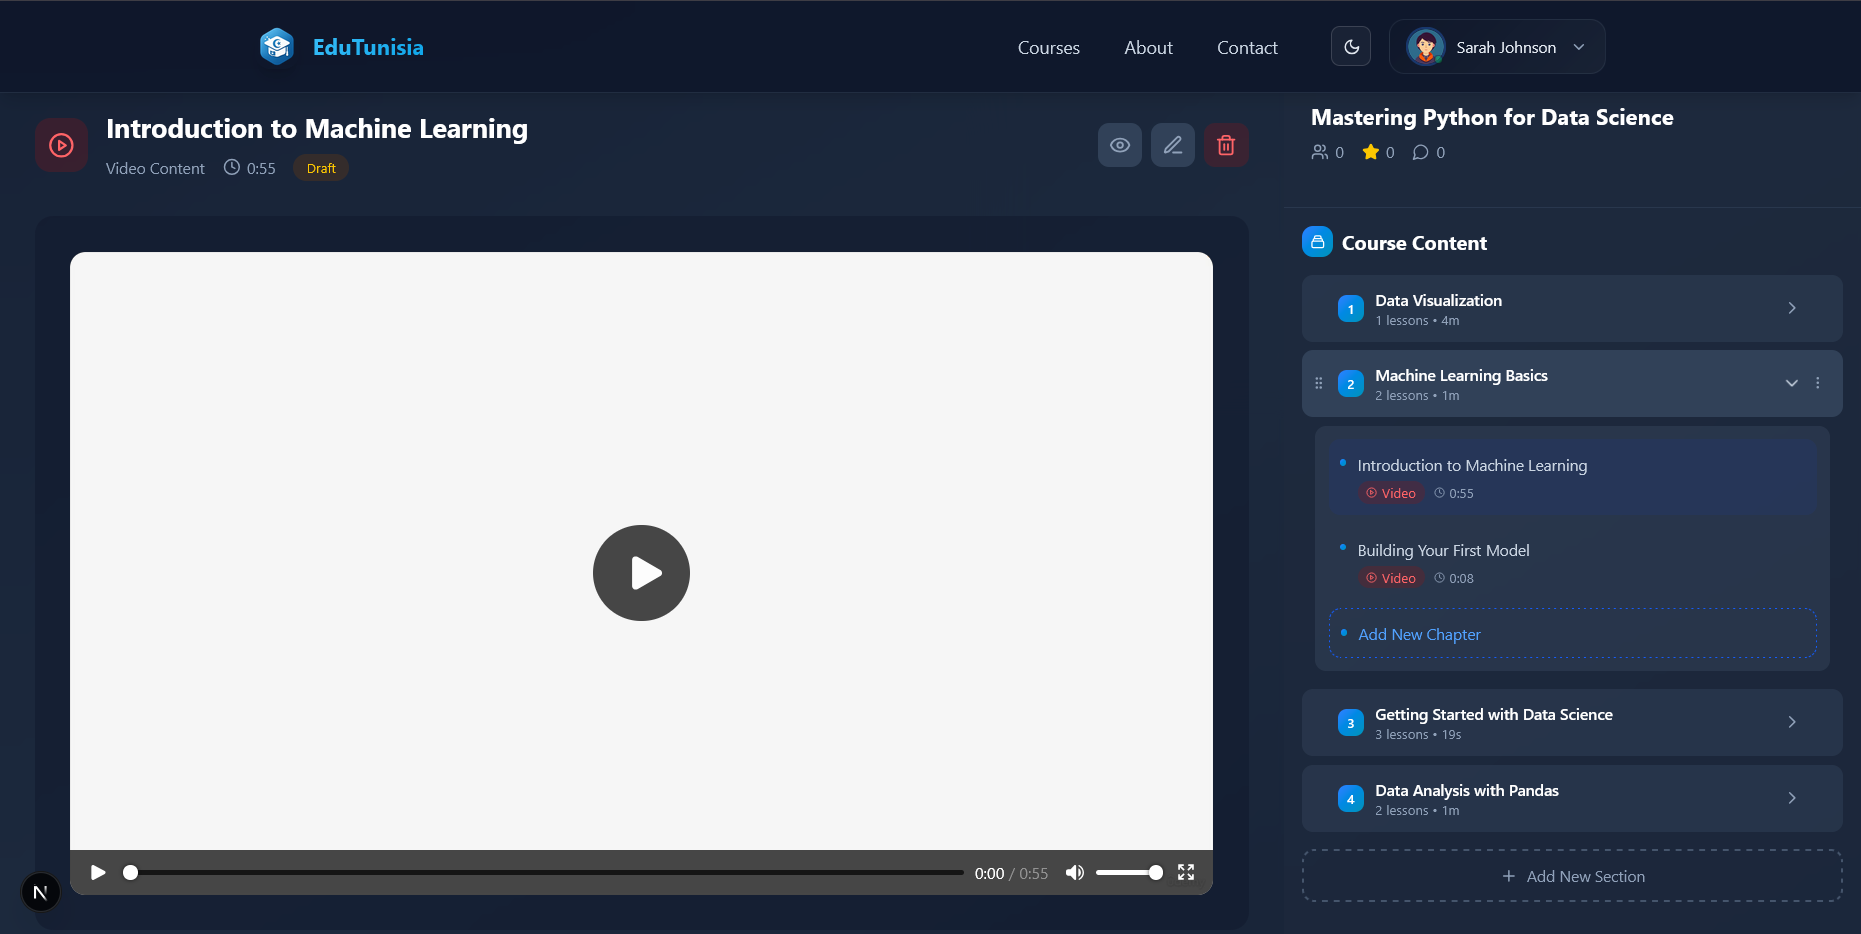 EduTunisia
Courses
About
Contact
Sarah Johnson
Introduction to Machine Learning
Video Content
0:55
Draft
0:00 / 0:55
N
Mastering Python for Data Science
0
0
0
Course Content
1
Data Visualization
1 lessons • 4m
2
Machine Learning Basics
2 lessons • 1m
Introduction to Machine Learning
Video
0:55
Building Your First Model
Video
0:08
Add New Chapter
3
Getting Started with Data Science
3 lessons • 19s
4
Data Analysis with Pandas
2 lessons • 1m
+ Add New Section